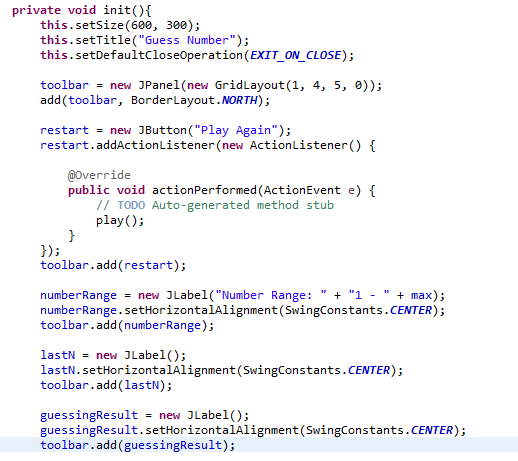 private void init(){
this.setSize(600, 300);
this.setTitle("Guess Number");
this.setDefaultCloseOperation(EXIT_ON_CLOSE);
toolbar = new JPanel(new GridLayout(1, 4, 5, 0));
add(toolbar, BorderLayout.NORTH);
restart = new JButton("Play Again");
restart.addActionListener(new ActionListener() {
@Override
public void actionPerformed(ActionEvent e) {
// TODO Auto-generated method stub
play();
}
});
toolbar.add(restart);
numberRange = new JLabel("Number Range: " + "1 - " + max);
numberRange.setHorizontalAlignment(SwingConstants.CENTER);
toolbar.add(numberRange);
lastN = new JLabel();
lastN.setHorizontalAlignment(SwingConstants.CENTER);
toolbar.add(lastN);
guessingResult = new JLabel();
guessingResult.setHorizontalAlignment(SwingConstants.CENTER);
toolbar.add(guessingResult);